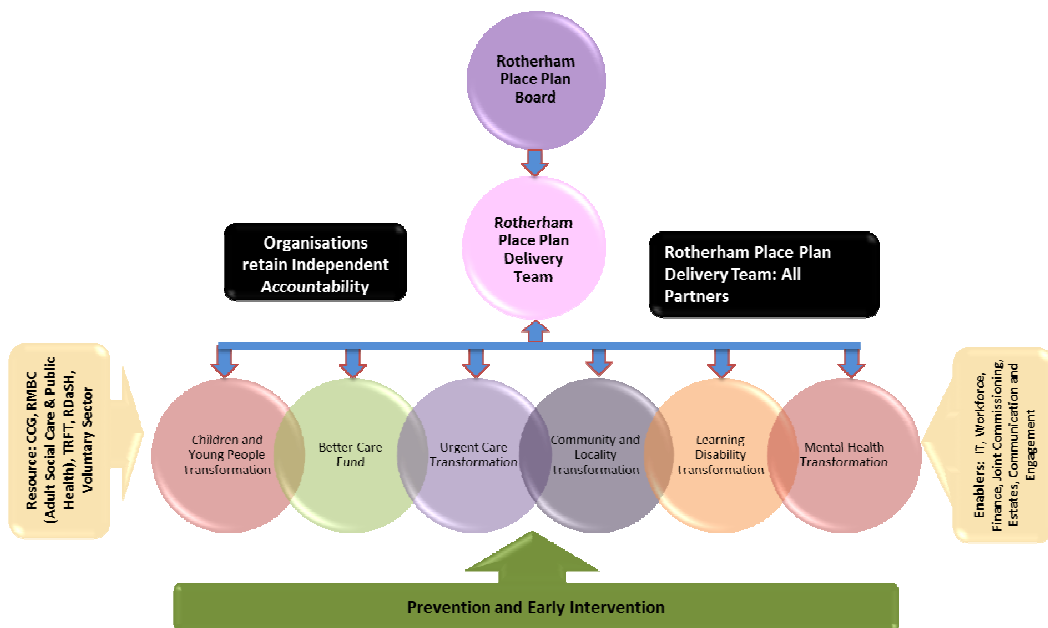 Rotherham
Place Plan
Board
Rotherham
Place Plan
Delivery
Team
Organisations
retain Independent
Accountability
Rotherham Place Plan
Delivery Team: All
Partners
Resource: CCG, RMBC
(Adult Social Care & Public
Health), TRFT, RDaSH,
Voluntary Sector
Children and
Young People
transformation
Better Care
Fund
Urgent Care
Transformation
Community and
Locality
transformation
Learning
Disability
transformation
Mental Health
Transformation
Enablers: IT, Workforce,
Finance, Joint Commissioning,
Estates, Communication and
Engagement
Prevention and Early Intervention